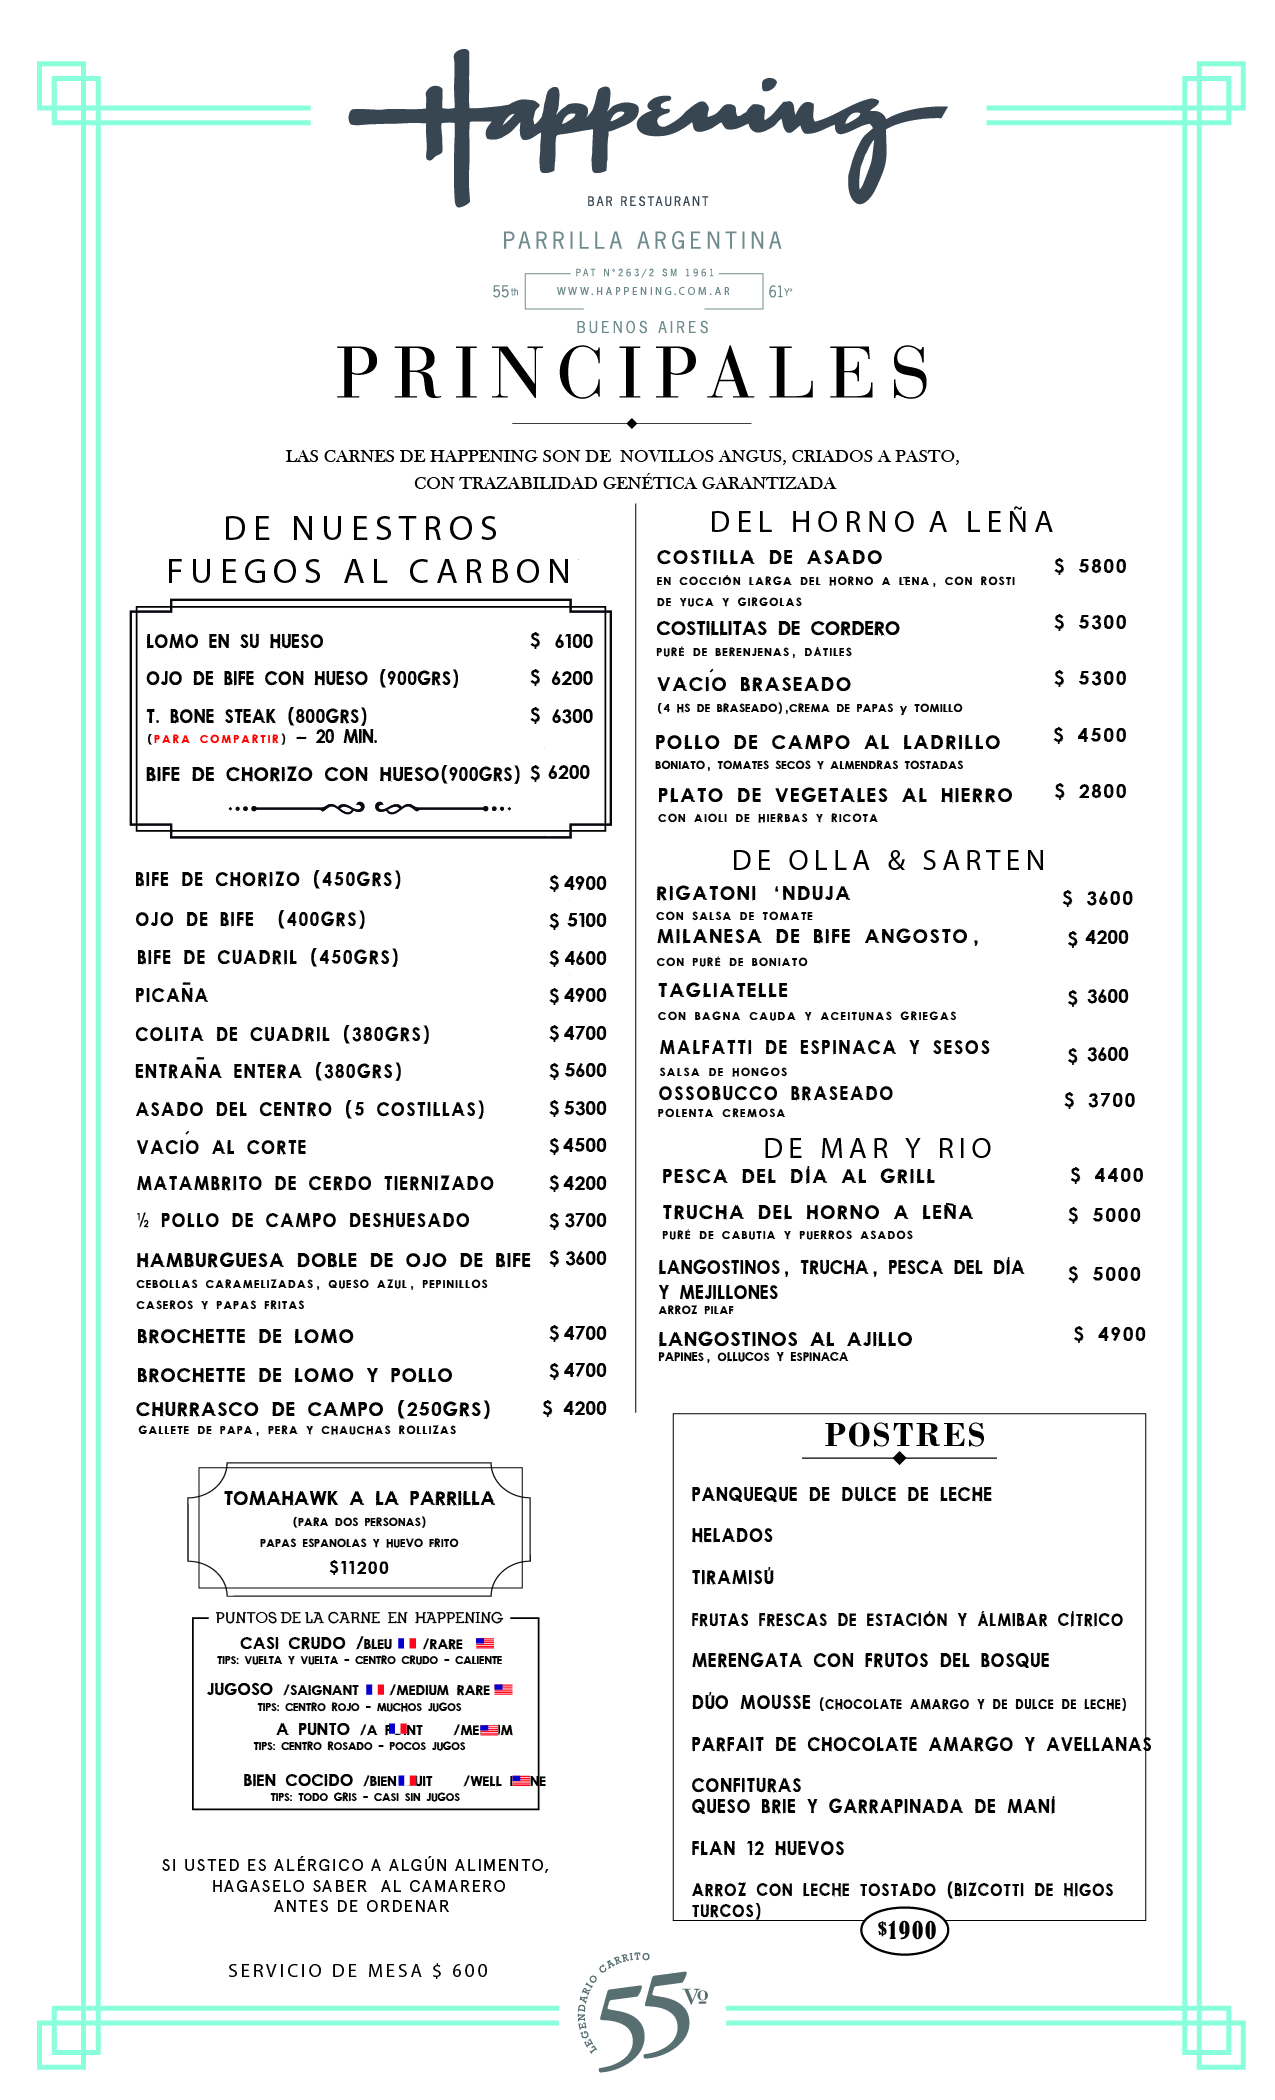 Happening
BAR RESTAURANT
PARRILLA ARGENTINA
PAT N°263/2 SM 1961
55th
WWW.HAPPENING.COM.AR
61Yº
BUENOS AIRES
PRINCIPALES
LAS CARNES DE HAPPENING SON DE NOVILLOS ANGUS, CRIADOS A PASTO,
CON TRAZABILIDAD GENÉTICA GARANTIZADA
DE NUESTROS
FUEGOS AL CARBON
LOMO EN SU HUESO $ 6100
OJO DE BIFE CON HUESO (900GRS) $ 6200
T. BONE STEAK (800GRS) $ 6300
(PARA COMPARTIR) – 20 MIN.
BIFE DE CHORIZO CON HUESO(900GRS) $ 6200
BIFE DE CHORIZO (450GRS) $ 4900
OJO DE BIFE (400GRS) $ 5100
BIFE DE CUADRIL (450GRS) $ 4600
PICAÑA $ 4900
COLITA DE CUADRIL (380GRS) $ 4700
ENTRAÑA ENTERA (380GRS) $ 5600
ASADO DEL CENTRO (5 COSTILLAS) $ 5300
VACÍO AL CORTE $ 4500
MATAMBRITO DE CERDO TIERNIZADO $ 4200
½ POLLO DE CAMPO DESHUESADO $ 3700
HAMBURGUESA DOBLE DE OJO DE BIFE $ 3600
CEBOLLAS CARAMELIZADAS, QUESO AZUL, PEPINILLOS
CASEROS Y PAPAS FRITAS
BROCHETTE DE LOMO $ 4700
BROCHETTE DE LOMO Y POLLO $ 4700
CHURRASCO DE CAMPO (250GRS) $ 4200
GALLETE DE PAPA, PERA Y CHAUCHAS ROLLIZAS
TOMAHAWK A LA PARRILLA
(PARA DOS PERSONAS)
PAPAS ESPANOLAS Y HUEVO FRITO
$11200
PUNTOS DE LA CARNE EN HAPPENING
CASI CRUDO /BLEU /RARE
TIPS: VUELTA Y VUELTA - CENTRO CRUDO - CALIENTE
JUGOSO /SAIGNANT /MEDIUM RARE
TIPS: CENTRO ROJO - MUCHOS JUGOS
A PUNTO /A
TIPS: CENTRO ROSADO - POCOS JUGOS
BIEN COCIDO /BIEN /WELL
TIPS: TODO GRIS - CASI SIN JUGOS
SI USTED ES ALÉRGICO A ALGÚN ALIMENTO,
HAGASELO SABER AL CAMARERO
ANTES DE ORDENAR
SERVICIO DE MESA $ 600
DEL HORNO A LEÑA
COSTILLA DE ASADO $ 5800
EN COCCIÓN LARGA DEL HORNO A LEÑA, CON ROSTI
DE YUCA Y GIRGOLAS
COSTILLITAS DE CORDERO $ 5300
PURÉ DE BERENJENAS, DÁTILES
VACÍO BRASEADO $ 5300
(4 HS DE BRASEADO),CREMA DE PAPAS y TOMILLO
POLLO DE CAMPO AL LADRILLO $ 4500
BONIATO, TOMATES SECOS Y ALMENDRAS TOSTADAS
PLATO DE VEGETALES AL HIERRO $ 2800
CON AIOLI DE HIERBAS Y RICOTA
DE OLLA & SARTEN
RIGATONI ‘NDUJA $ 3600
CON SALSA DE TOMATE
MILANESA DE BIFE ANGOSTO, $ 4200
CON PURÉ DE BONIATO
TAGLIATELLE $ 3600
CON BAGNA CAUDA Y ACEITUNAS GRIEGAS
MALFATTI DE ESPINACA Y SESOS $ 3600
SALSA DE HONGOS
OSSOBUCCO BRASEADO $ 3700
POLENTA CREMOSA
DE MAR Y RIO
PESCA DEL DÍA AL GRILL $ 4400
TRUCHA DEL HORNO A LEÑA $ 5000
PURÉ DE CABUTIA Y PUERROS ASADOS
LANGOSTINOS, TRUCHA, PESCA DEL DÍA $ 5000
Y MEJILLONES
ARROZ PILAF
LANGOSTINOS AL AJILLO $ 4900
PAPINES, OLLUCOS Y ESPINACA
POSTRES
PANQUEQUE DE DULCE DE LECHE
HELADOS
TIRAMISÚ
FRUTAS FRESCAS DE ESTACIÓN Y ÁLMIBAR CÍTRICO
MERENGATA CON FRUTOS DEL BOSQUE
DÚO MOUSSE (CHOCOLATE AMARGO Y DE DULCE DE LECHE)
PARFAIT DE CHOCOLATE AMARGO Y AVELLANAS
CONFITURAS
QUESO BRIE Y GARRAPINADA DE MANÍ
FLAN 12 HUEVOS
ARROZ CON LECHE TOSTADO (BIZCOTTI DE HIGOS
TURCOS)
$1900
LEGENDARIO CARRITO
55Vº